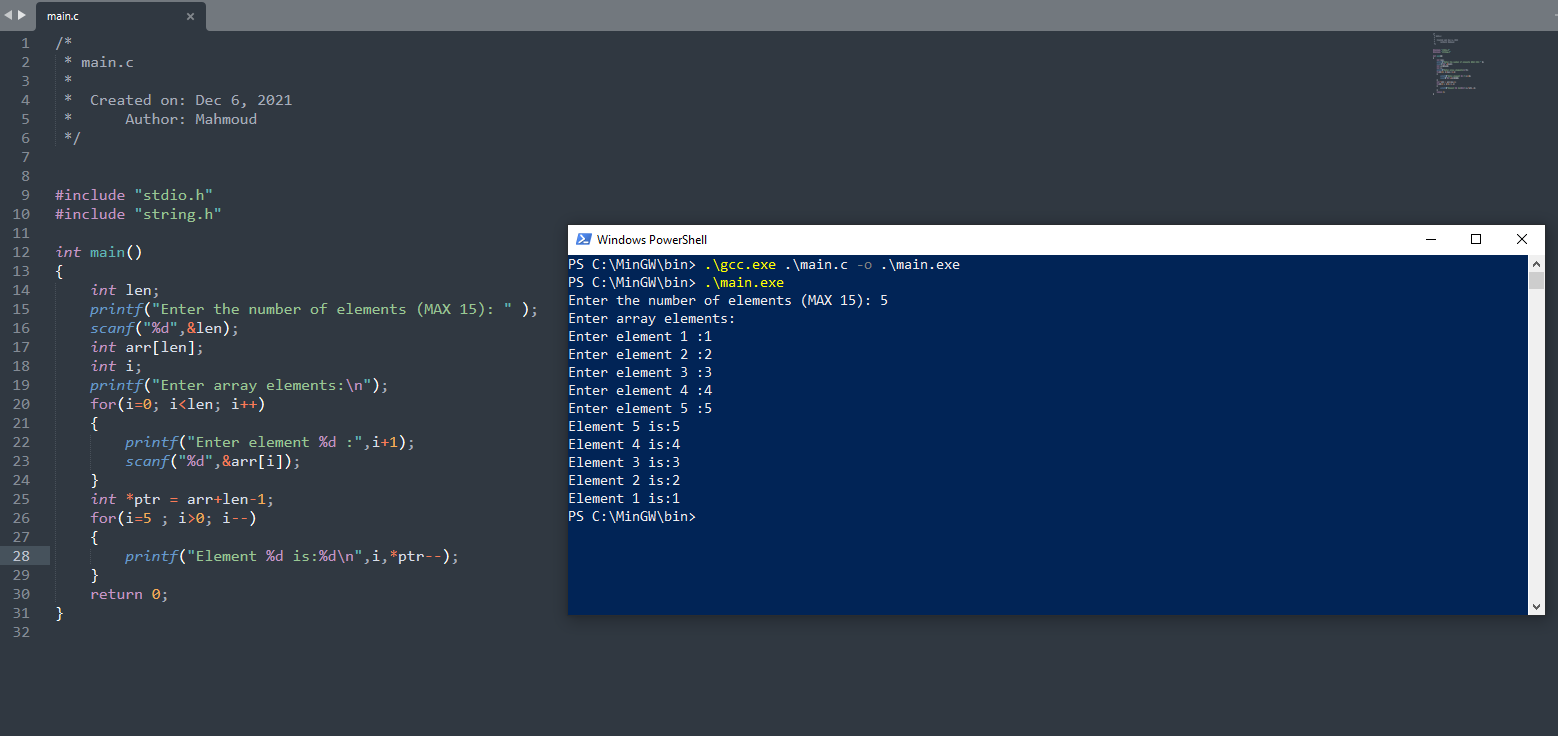 main.c
1 /*
2 * main.c
3 *
4 * Created on: Dec 6, 2021
5 * Author: Mahmoud
6 */
7
8
9 #include "stdio.h"
10 #include "string.h"
11
12 int main()
13 {
14 int len;
15 printf("Enter the number of elements (MAX 15): " );
16 scanf("%d",&len);
17 int arr[len];
18 int i;
19 printf("Enter array elements:\n");
20 for(i=0; i<len; i++)
21 {
22 printf("Enter element %d :",i+1);
23 scanf("%d",&arr[i]);
24 }
25 int *ptr = arr+len-1;
26 for(i=5 ; i>0; i--)
27 {
28 printf("Element %d is:%d\n",i,*ptr--);
29 }
30 return 0;
31 }
32
Windows PowerShell
PS C:\MinGW\bin> .\gcc.exe .\main.c -o .\main.exe
PS C:\MinGW\bin> .\main.exe
Enter the number of elements (MAX 15): 5
Enter array elements:
Enter element 1 :1
Enter element 2 :2
Enter element 3 :3
Enter element 4 :4
Enter element 5 :5
Element 5 is:5
Element 4 is:4
Element 3 is:3
Element 2 is:2
Element 1 is:1
PS C:\MinGW\bin>